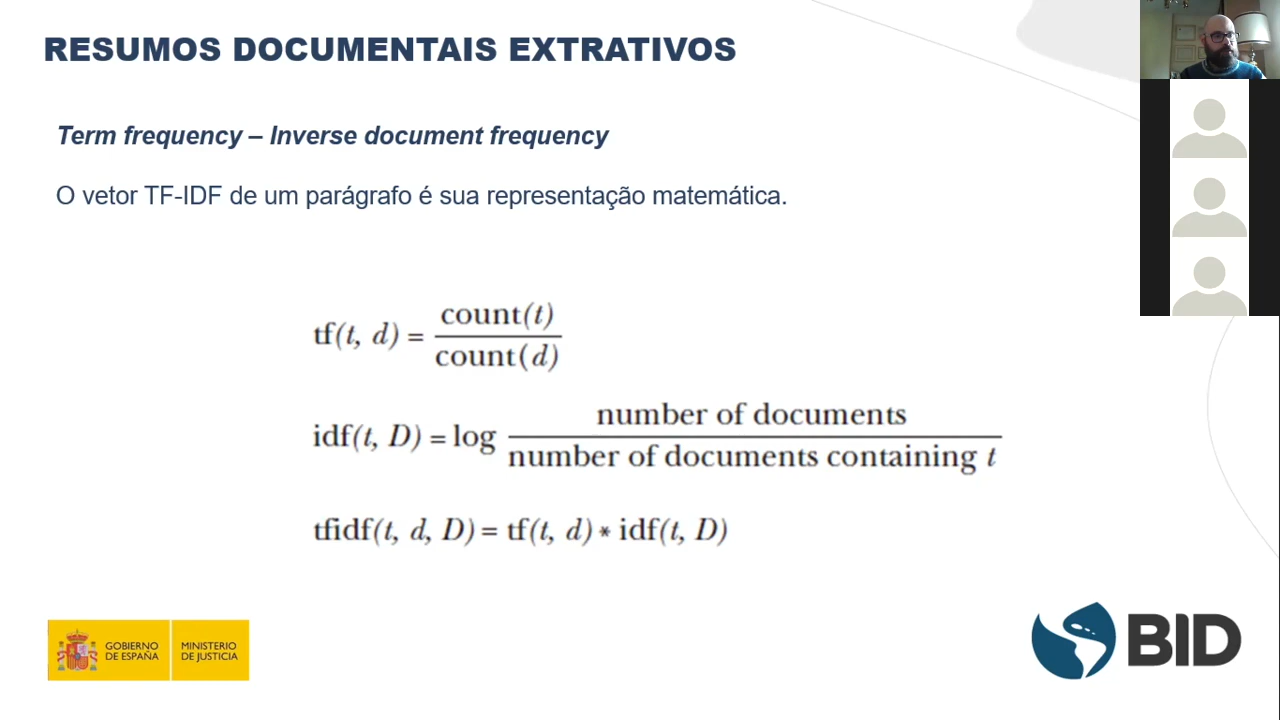 RESUMOS DOCUMENTAIS EXTRATIVOS
Term frequency – Inverse document frequency
O vetor TF-IDF de um parágrafo é sua representação matemática.
tf(t, d) = count(t) / count(d)
idf(t, D) = log number of documents / number of documents containing t
tfidf(t, d, D) = tf(t, d) * idf(t, D)
GOBIERNO DE ESPAÑA
MINISTERIO DE JUSTICIA
BID